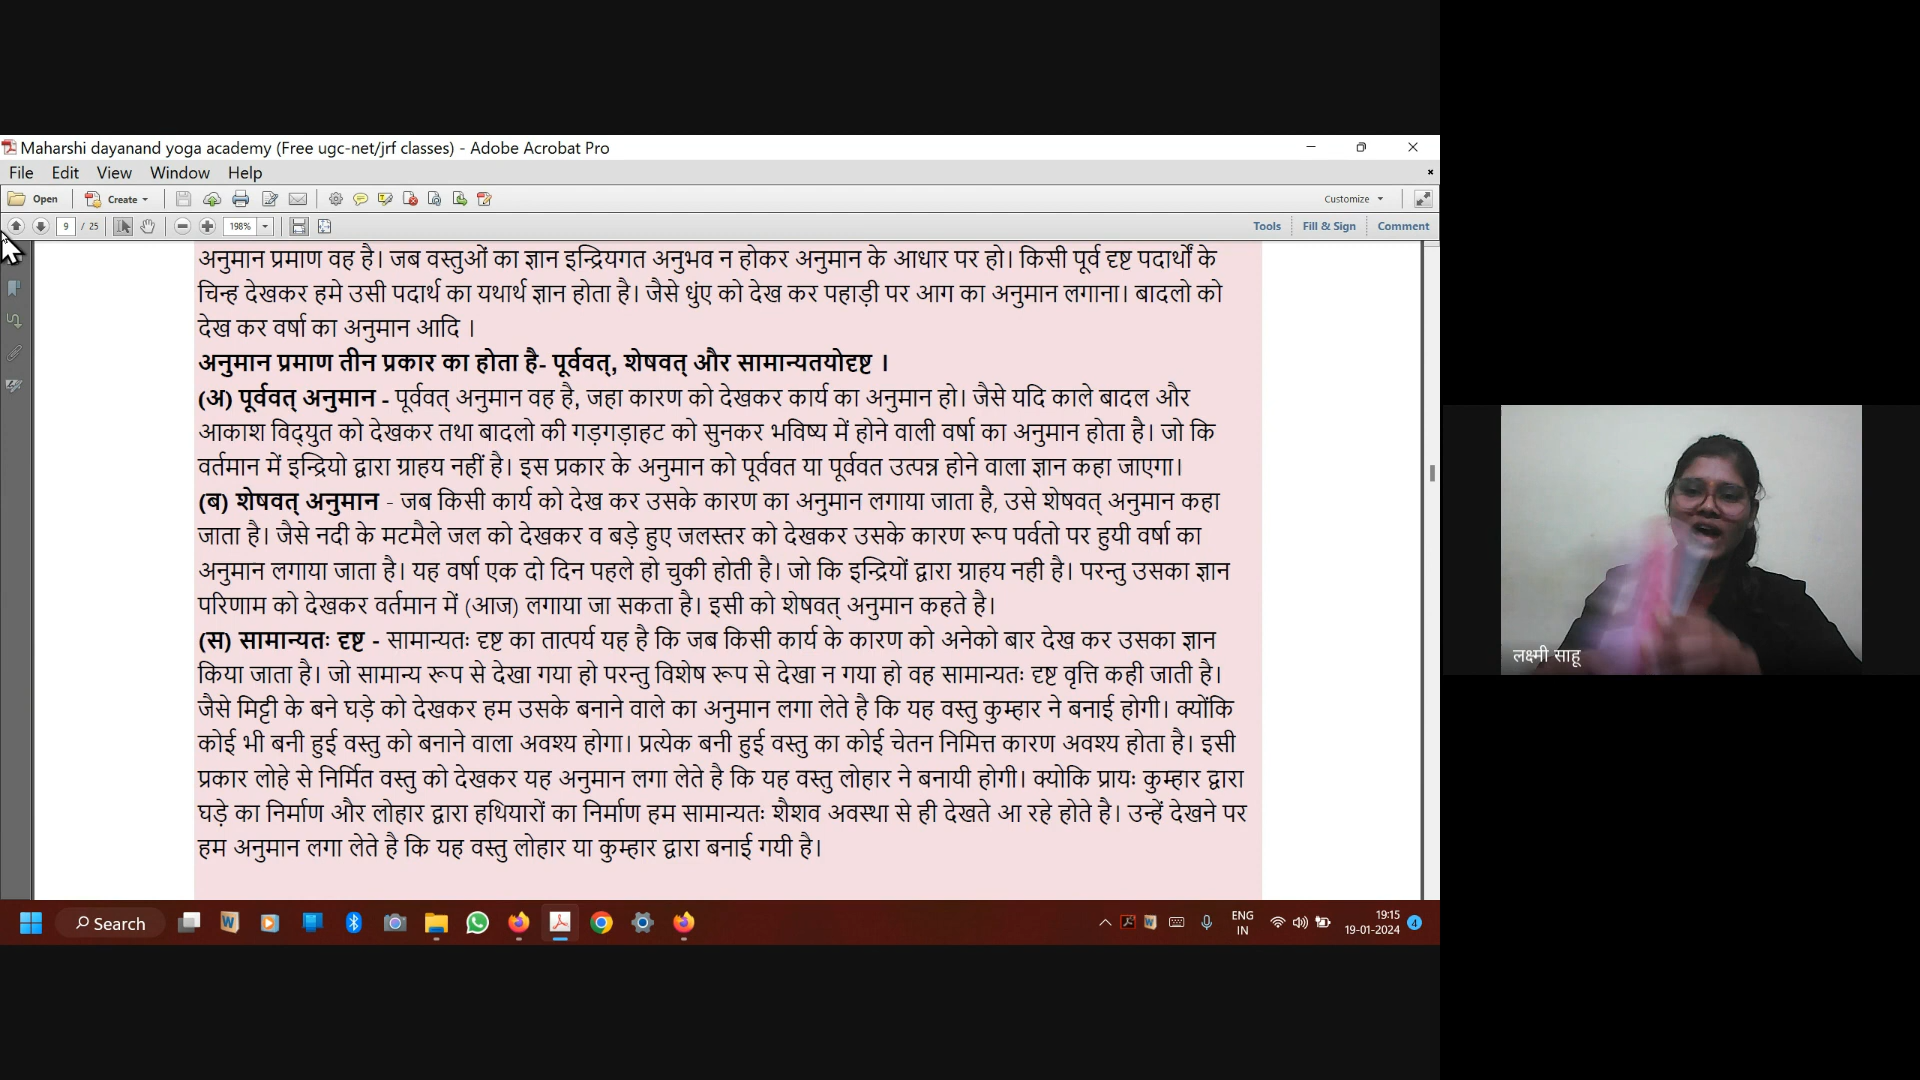 Maharshi dayanand yoga academy (Free ugc-net/jrf classes) - Adobe Acrobat Pro
File Edit View Window Help
Open Create Customize
9 / 25 198% Tools Fill & Sign Comment
अनुमान प्रमाण वह है। जब वस्तुओं का ज्ञान इन्द्रियगत अनुभव न होकर अनुमान के आधार पर हो। किसी पूर्व दृष्ट पदार्थों के
चिन्ह देखकर हमे उसी पदार्थ का यथार्थ ज्ञान होता है। जैसे धुंए को देख कर पहाड़ी पर आग का अनुमान लगाना। बादलो को
देख कर वर्षा का अनुमान आदि ।
अनुमान प्रमाण तीन प्रकार का होता है- पूर्ववत्, शेषवत् और सामान्यतयोदृष्ट ।
(अ) पूर्ववत् अनुमान - पूर्ववत् अनुमान वह है, जहा कारण को देखकर कार्य का अनुमान हो। जैसे यदि काले बादल और
आकाश विद्युत को देखकर तथा बादलो की गड़गड़ाहट को सुनकर भविष्य में होने वाली वर्षा का अनुमान होता है। जो कि
वर्तमान में इन्द्रियो द्वारा ग्राहय नहीं है। इस प्रकार के अनुमान को पूर्ववत या पूर्ववत उत्पन्न होने वाला ज्ञान कहा जाएगा।
(ब) शेषवत् अनुमान - जब किसी कार्य को देख कर उसके कारण का अनुमान लगाया जाता है, उसे शेषवत् अनुमान कहा
जाता है। जैसे नदी के मटमैले जल को देखकर व बड़े हुए जलस्तर को देखकर उसके कारण रूप पर्वतो पर हुयी वर्षा का
अनुमान लगाया जाता है। यह वर्षा एक दो दिन पहले हो चुकी होती है। जो कि इन्द्रियों द्वारा ग्राहय नही है। परन्तु उसका ज्ञान
परिणाम को देखकर वर्तमान में (आज) लगाया जा सकता है। इसी को शेषवत् अनुमान कहते है।
(स) सामान्यतः दृष्ट - सामान्यतः दृष्ट का तात्पर्य यह है कि जब किसी कार्य के कारण को अनेको बार देख कर उसका ज्ञान
किया जाता है। जो सामान्य रूप से देखा गया हो परन्तु विशेष रूप से देखा न गया हो वह सामान्यतः दृष्ट वृत्ति कही जाती है।
जैसे मिट्टी के बने घड़े को देखकर हम उसके बनाने वाले का अनुमान लगा लेते है कि यह वस्तु कुम्हार ने बनाई होगी। क्योंकि
कोई भी बनी हुई वस्तु को बनाने वाला अवश्य होगा। प्रत्येक बनी हुई वस्तु का कोई चेतन निमित्त कारण अवश्य होता है। इसी
प्रकार लोहे से निर्मित वस्तु को देखकर यह अनुमान लगा लेते है कि यह वस्तु लोहार ने बनायी होगी। क्योकि प्रायः कुम्हार द्वारा
घड़े का निर्माण और लोहार द्वारा हथियारों का निर्माण हम सामान्यतः शैशव अवस्था से ही देखते आ रहे होते है। उन्हें देखने पर
हम अनुमान लगा लेते है कि यह वस्तु लोहार या कुम्हार द्वारा बनाई गयी है।
लक्ष्मी साहू
Search ENG 19:15
IN 19-01-2024 4